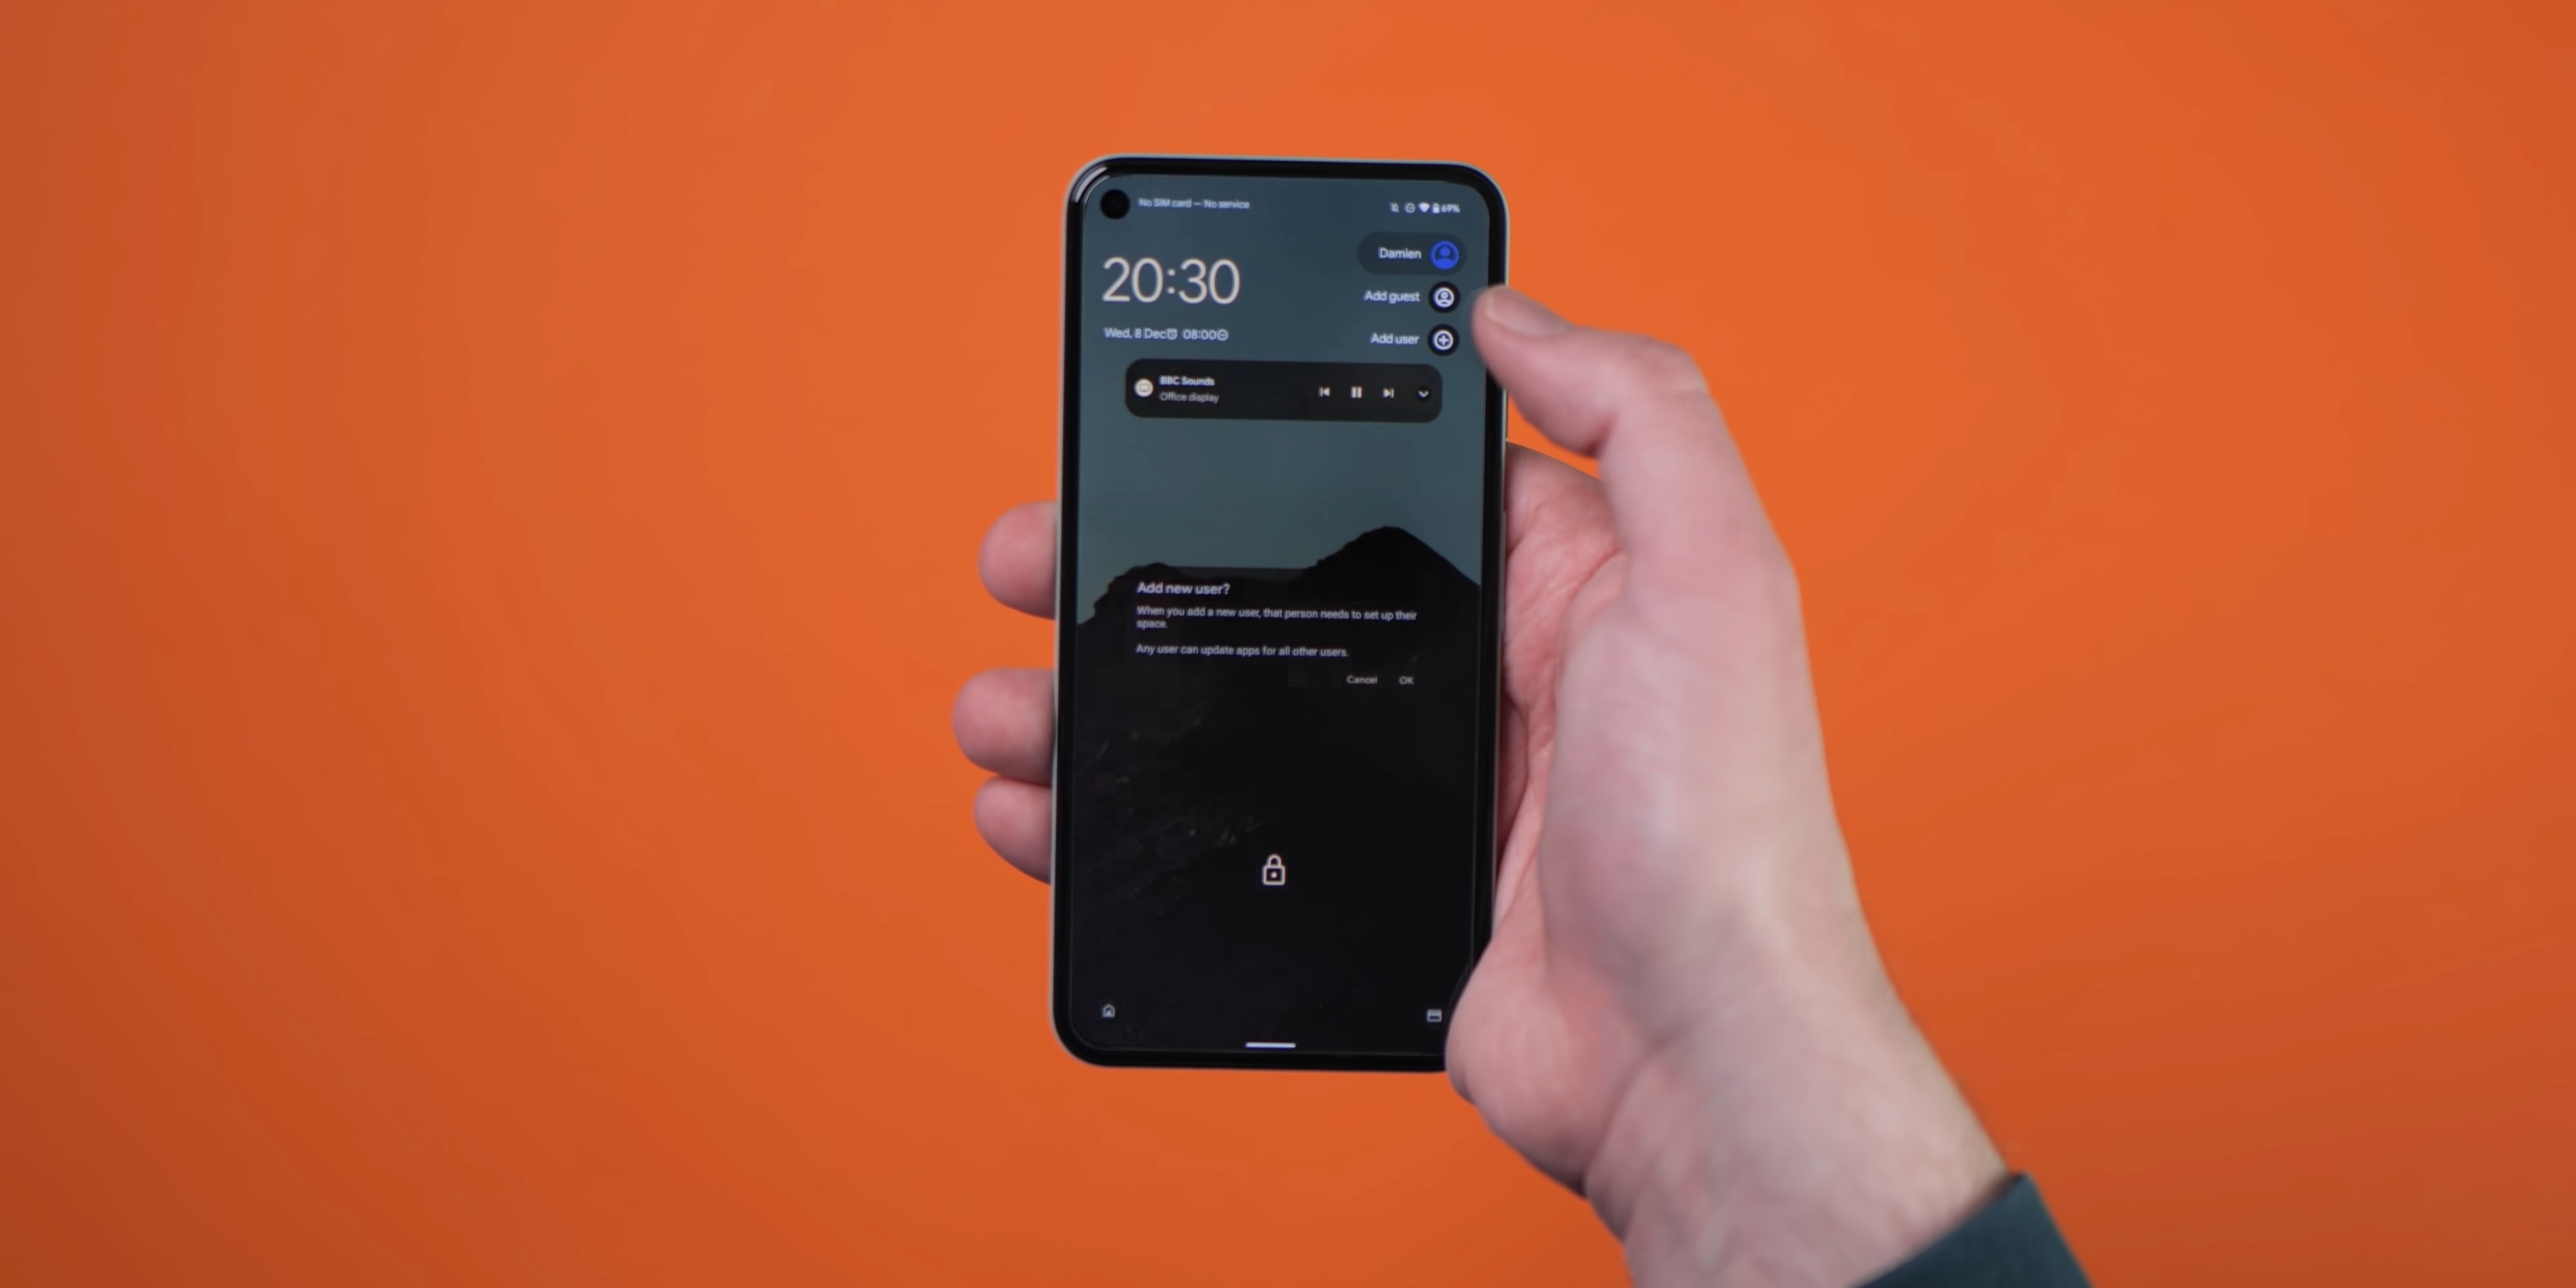 No SIM card — No service
69%
Damien
20:30
Add guest
Wed, 8 Dec 08:00
Add user
BBC Sounds
Office display
Add new user?
When you add a new user, that person needs to set up their
space.
Any user can update apps for all other users.
Cancel OK